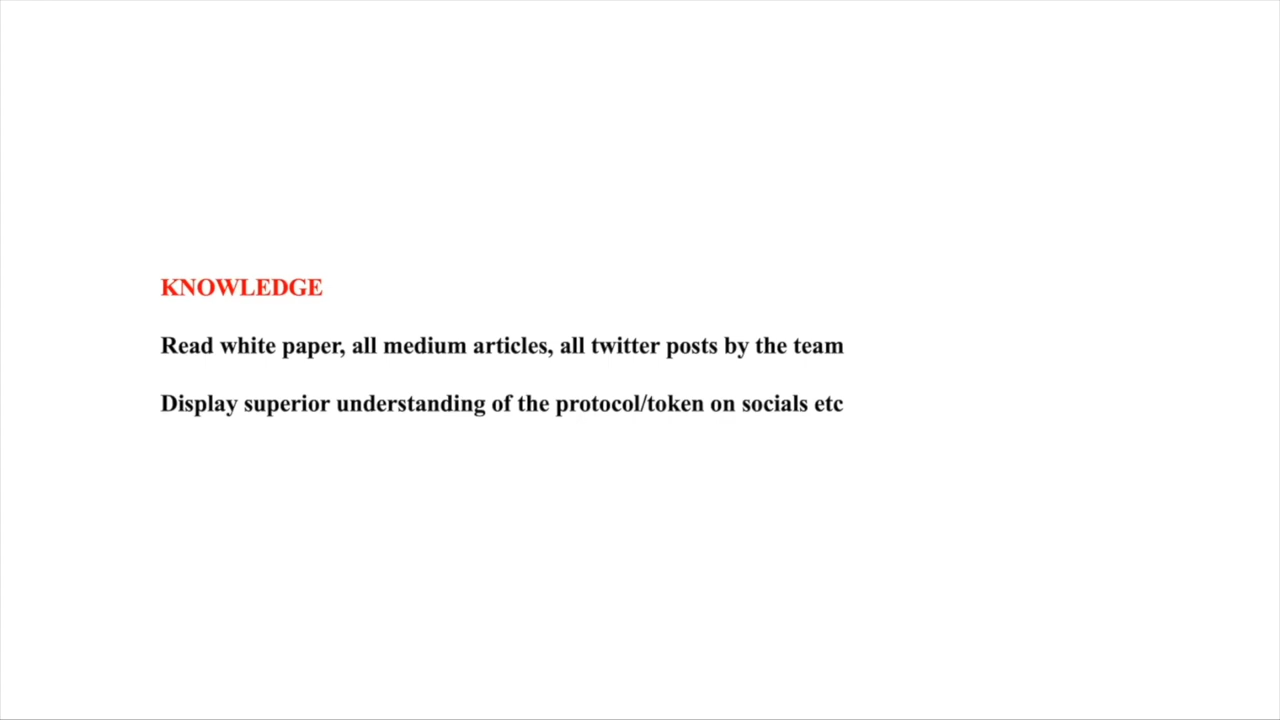 KNOWLEDGE
Read white paper, all medium articles, all twitter posts by the team
Display superior understanding of the protocol/token on socials etc